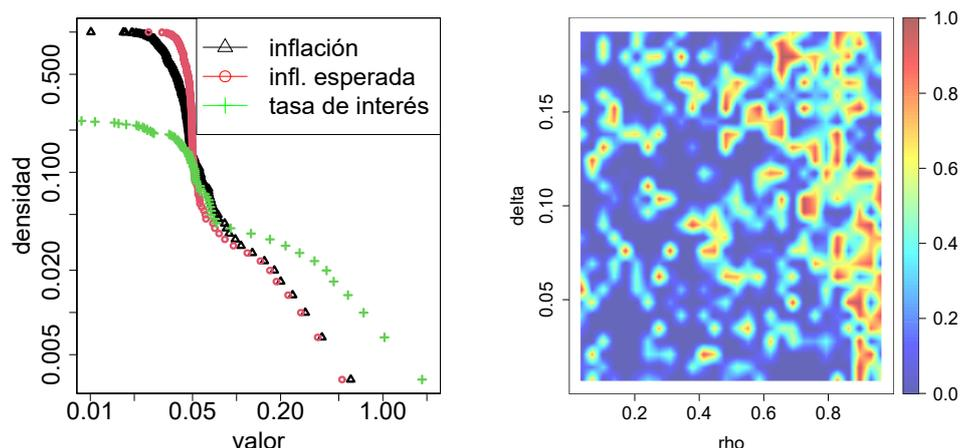 inflación
infl. esperada
tasa de interés
densidad
0.500
0.100
0.020
0.005
0.01 0.05 0.20 1.00
valor
delta
0.15
0.10
0.05
0.2 0.4 0.6 0.8
rho
1.0
0.8
0.6
0.4
0.2
0.0